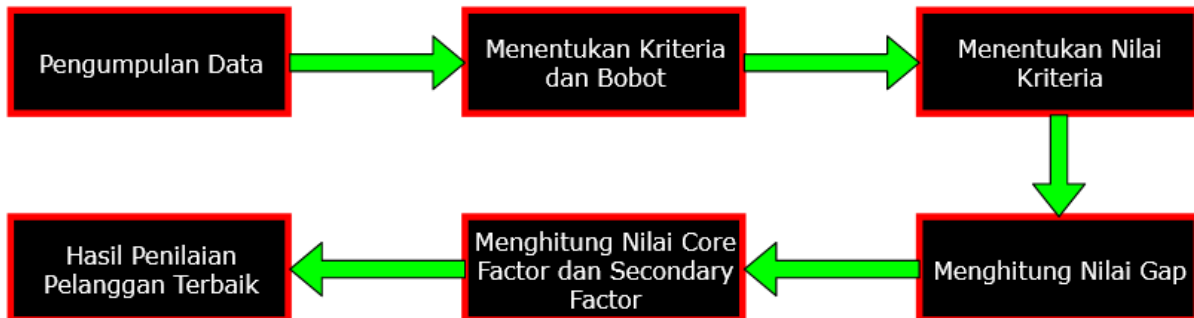 Pengumpulan Data
Menentukan Kriteria
dan Bobot
Menentukan Nilai
Kriteria
Menghitung Nilai Gap
Menghitung Nilai Core
Factor dan Secondary
Factor
Hasil Penilaian
Pelanggan Terbaik